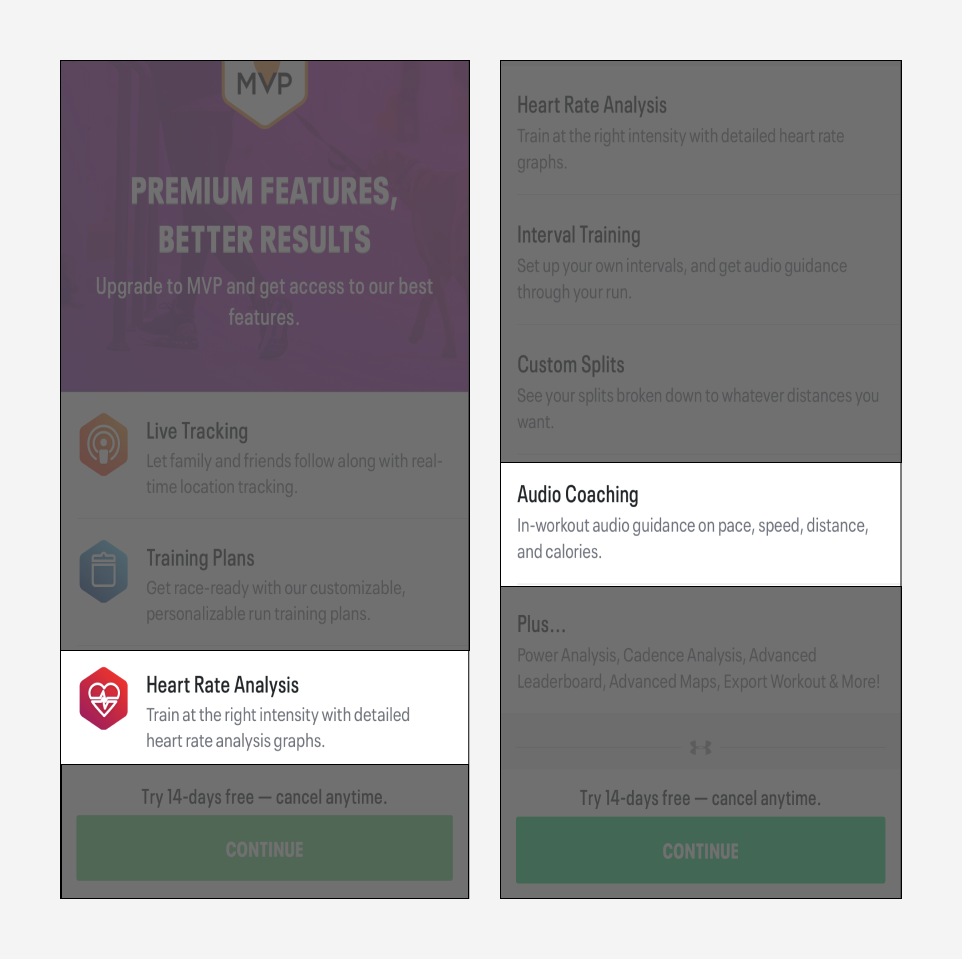 MVP
PREMIUM FEATURES,
BETTER RESULTS
Upgrade to MVP and get access to our best
features.
Live Tracking
Let family and friends follow along with real-
time location tracking.
Training Plans
Get race-ready with our customizable,
personalizable run training plans.
Heart Rate Analysis
Train at the right intensity with detailed
heart rate analysis graphs.
Try 14-days free — cancel anytime.
CONTINUE
Heart Rate Analysis
Train at the right intensity with detailed heart rate
graphs.
Interval Training
Set up your own intervals, and get audio guidance
through your run.
Custom Splits
See your splits broken down to whatever distances you
want.
Audio Coaching
In-workout audio guidance on pace, speed, distance,
and calories.
Plus...
Power Analysis, Cadence Analysis, Advanced
Leaderboard, Advanced Maps, Export Workout & More!
Try 14-days free — cancel anytime.
CONTINUE